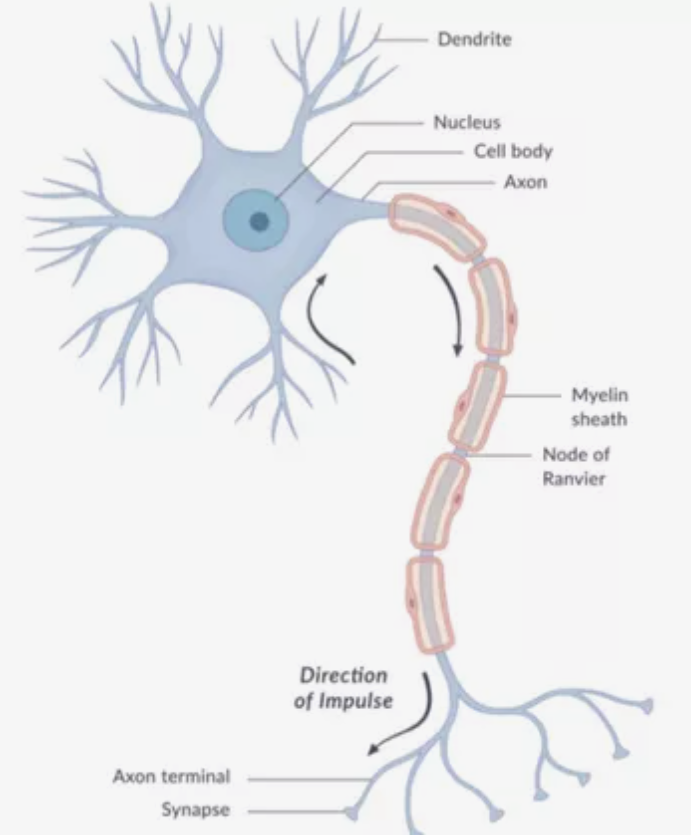 Dendrite
Nucleus
Cell body
Axon
Myelin
sheath
Node of
Ranvier
Direction
of Impulse
Axon terminal
Synapse